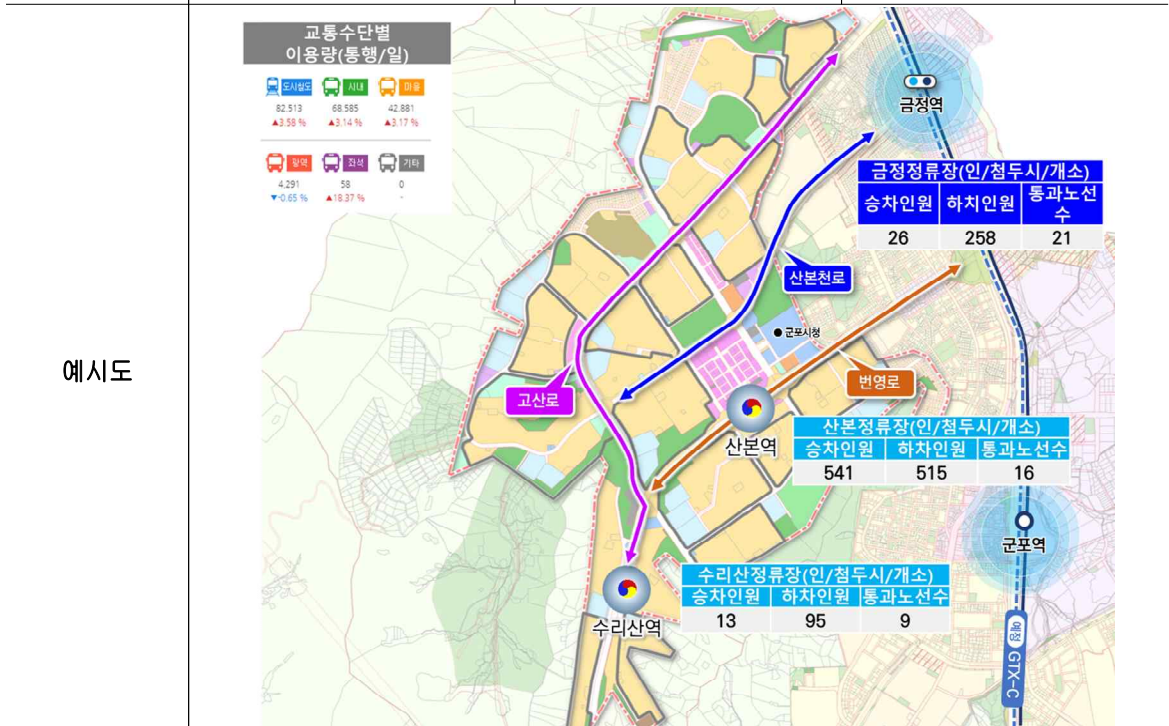 예시도
교통수단별
이용량(통행/일)
도시철도 시내 마을
82.513 68.585 42.881
▲3.58 % ▲3.14 % ▲3.17 %
광역 좌석 기타
4,291 58 0
▼-0.65 % ▲18.37 % -
금정역
금정정류장(인/첨두시/개소)
승차인원 하치인원 통과노선
수
26 258 21
산본천로
군포시청
고산로
번영로
산본역
산본정류장(인/첨두시/개소)
승차인원 하차인원 통과노선수
541 515 16
군포역
수리산정류장(인/첨두시/개소)
승차인원 하차인원 통과노선수
13 95 9
수리산역
예정 GTX-C